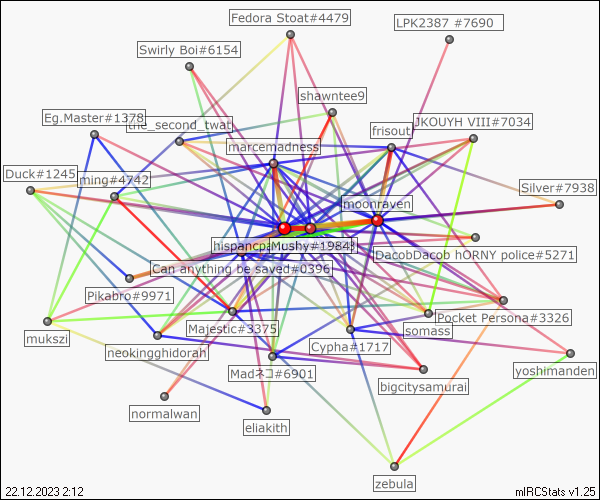 Fedora Stoat#4479
LPK2387 #7690
Swirly Boi#6154
shawntee9
Eg.Master#1378
the_second_twat
JKOUYH VIII#7034
frisout
marcemadness
Duck#1245
ming#4742
Silver#7938
moonraven
hispancpa
Mushy#1984
DacobDacob hORNY police#5271
Can anything be saved#0396
Pikabro#9971
Pocket Persona#3326
Majestic#3375
somass
mukszi
neokingghidorah
Cypha#1717
yoshimanden
Madネコ#6901
bigcitysamurai
normalwan
eliakith
zebula
22.12.2023 2:12
mIRCStats v1.25